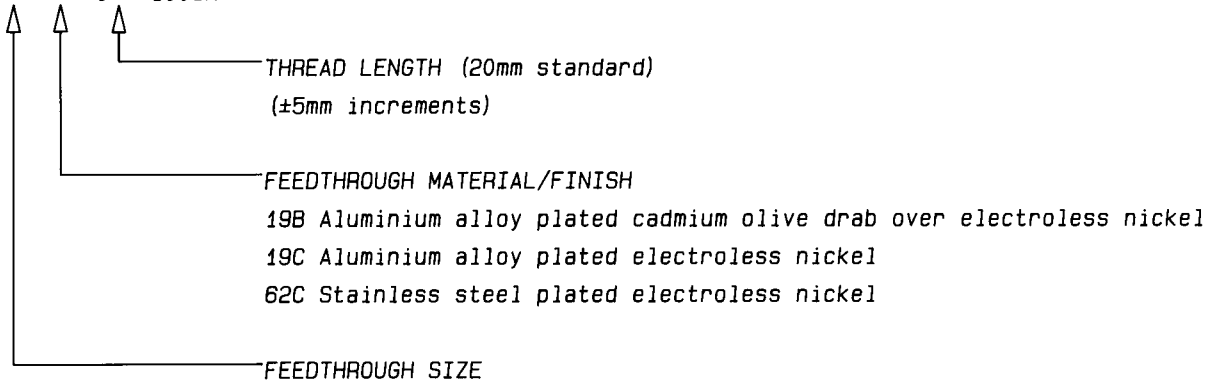 THREAD LENGTH (20mm standard)
(±5mm increments)
FEEDTHROUGH MATERIAL/FINISH
19B Aluminium alloy plated cadmium olive drab over electroless nickel
19C Aluminium alloy plated electroless nickel
62C Stainless steel plated electroless nickel
FEEDTHROUGH SIZE